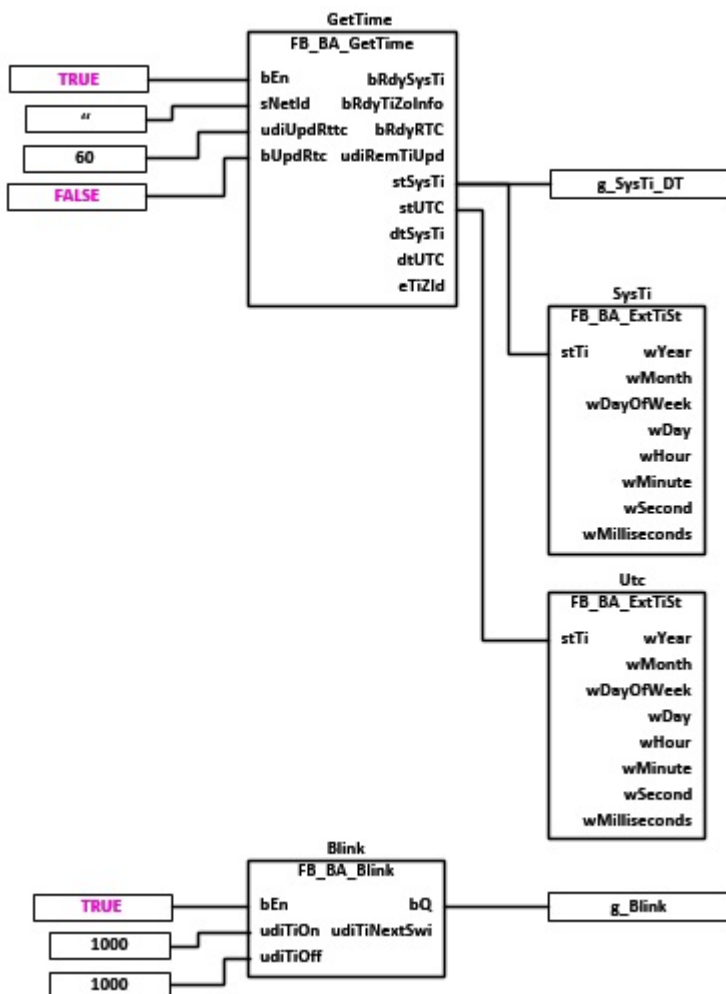 GetTime
FB_BA_GetTime
TRUE
bEn
bRdySysTi
“
sNetId
bRdyTiZoInfo
60
udiUpdRttc
bRdyRTC
FALSE
bUpdRtc
udiRemTiUpd
stSysTi
g_SysTi_DT
stUTC
dtSysTi
dtUTC
eTiZId
SysTi
FB_BA_ExtTiSt
stTi
wYear
wMonth
wDayOfWeek
wDay
wHour
wMinute
wSecond
wMilliseconds
Utc
FB_BA_ExtTiSt
stTi
wYear
wMonth
wDayOfWeek
wDay
wHour
wMinute
wSecond
wMilliseconds
Blink
FB_BA_Blink
TRUE
bEn
bQ
g_Blink
1000
udiTiOn
udiTiNextSwi
1000
udiTiOff